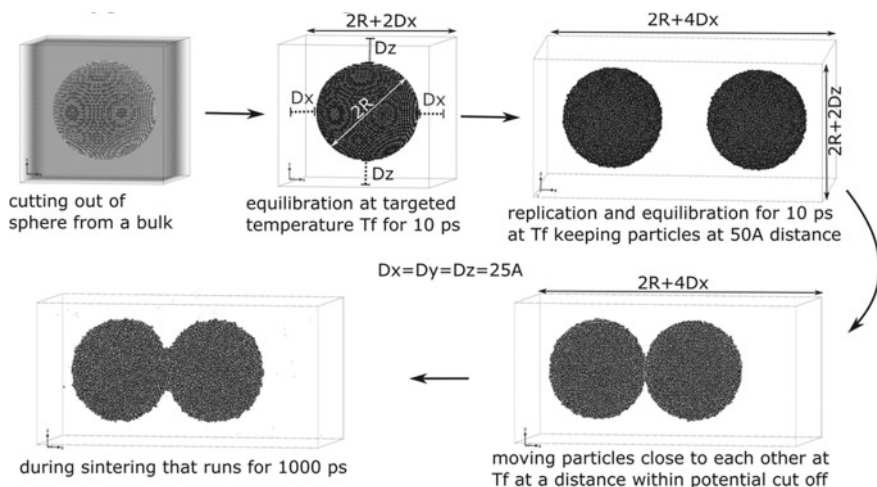 2R+2Dx
2R+4Dx
Dz
Dx
2R
Dx
Dz
2R+2Dz
cutting out of
sphere from a bulk
equilibration at targeted
temperature Tf for 10 ps
replication and equilibration for 10 ps
at Tf keeping particles at 50A distance
Dx=Dy=Dz=25A
2R+4Dx
during sintering that runs for 1000 ps
moving particles close to each other at
Tf at a distance within potential cut off